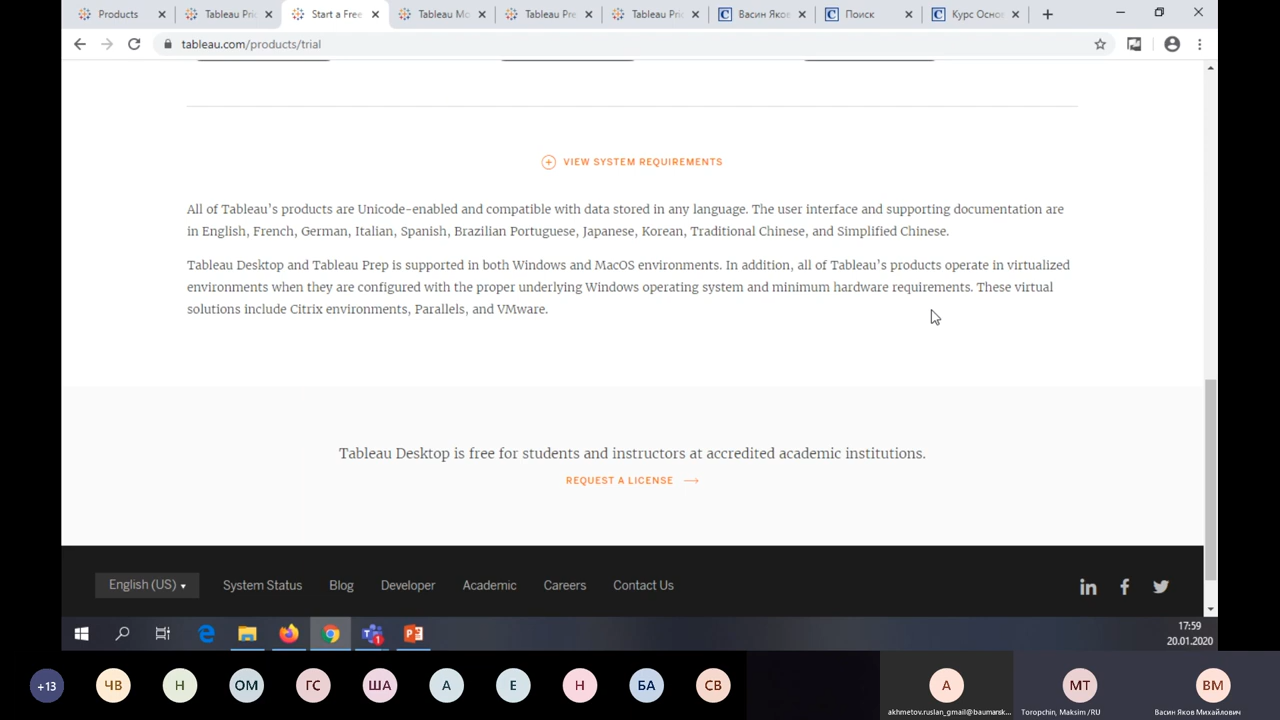 Products
Tableau Pri
Start a Free
Tableau Mo
Tableau Pre
Tableau Pric
Васин Яков
Поиск
Курс Осно
tableau.com/products/trial
VIEW SYSTEM REQUIREMENTS
All of Tableau's products are Unicode-enabled and compatible with data stored in any language. The user interface and supporting documentation are
in English, French, German, Italian, Spanish, Brazilian Portuguese, Japanese, Korean, Traditional Chinese, and Simplified Chinese.
Tableau Desktop and Tableau Prep is supported in both Windows and MacOS environments. In addition, all of Tableau's products operate in virtualized
environments when they are configured with the proper underlying Windows operating system and minimum hardware requirements. These virtual
solutions include Citrix environments, Parallels, and VMware.
Tableau Desktop is free for students and instructors at accredited academic institutions.
REQUEST A LICENSE
English (US)
System Status
Blog
Developer
Academic
Careers
Contact Us
17:59
20.01.2020
+13
ЧВ
Н
ОМ
ГС
ША
А
Е
Н
БА
СВ
А
МТ
ВМ
akhmetov.ruslan_gmail@baumansk...
Toropchin, Maksim /RU
Васин Яков Михайлович